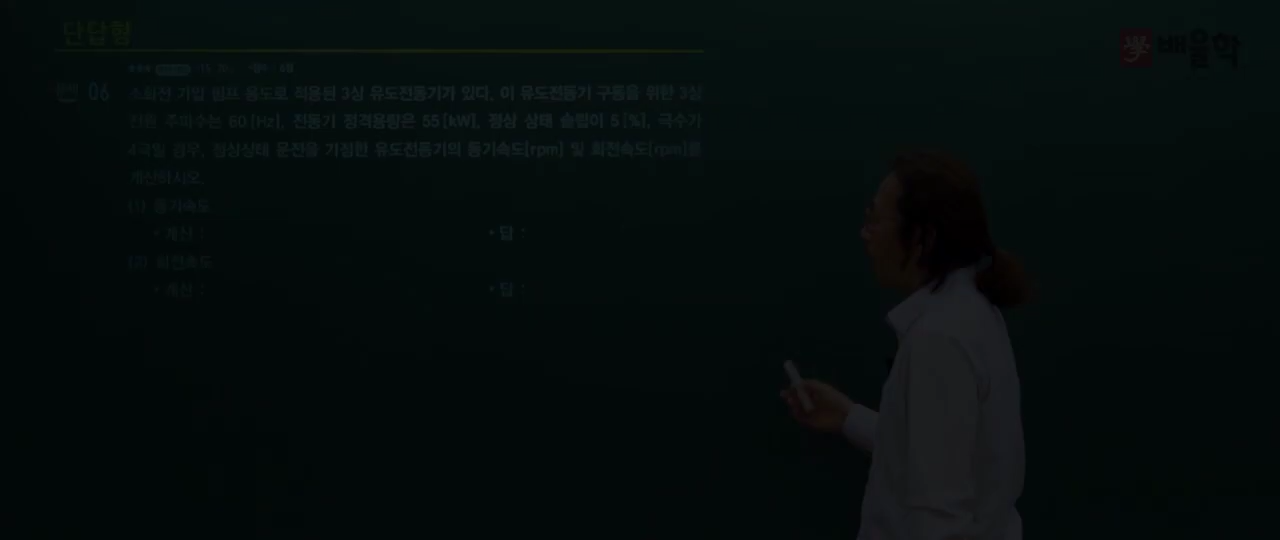 단답형
배울학
06 소화전 가압 펌프 용도로 적용된 3상 유도전동기가 있다. 이 유도전동기 구동을 위한 3상
전원 주파수는 60[Hz], 전동기 정격용량은 55[kW], 정상 상태 슬립이 5[%], 극수가
4극일 경우, 정상상태 운전을 가정한 유도전동기의 동기속도[rpm] 및 회전속도[rpm]를
계산하시오.
(1) 동기속도
• 계산 : • 답 :
(2) 회전속도
• 계산 : • 답 :